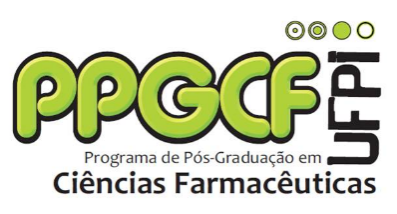 PPGCF
UFPI
Programa de Pós-Graduação em
Ciências Farmacêuticas